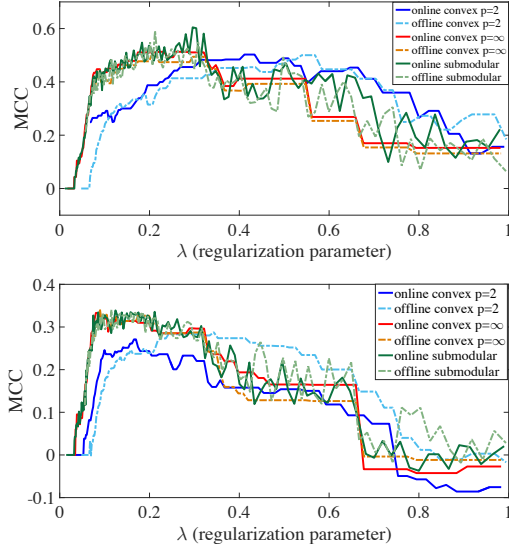 online convex p=2
offline convex p=2
online convex p=∞
offline convex p=∞
online submodular
offline submodular
MCC
0.6
0.4
0.2
0
0 0.2 0.4 0.6 0.8 1
λ (regularization parameter)
online convex p=2
offline convex p=2
online convex p=∞
offline convex p=∞
online submodular
offline submodular
MCC
0.4
0.3
0.2
0.1
0
-0.1
0 0.2 0.4 0.6 0.8 1
λ (regularization parameter)